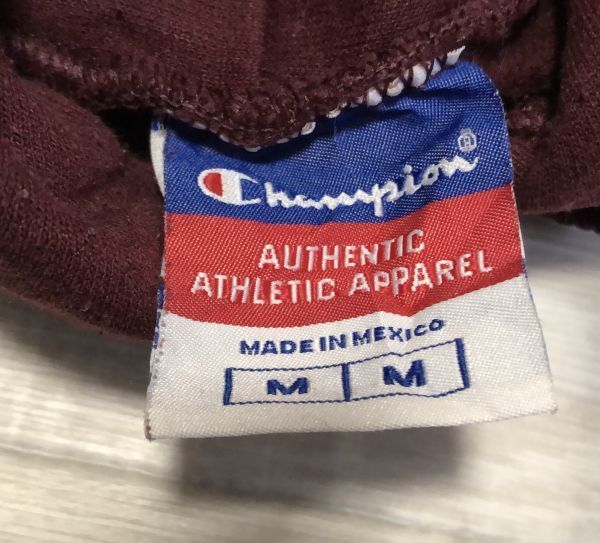 Champion®
AUTHENTIC
ATHLETIC APPAREL
MADE IN MEXICO
M M